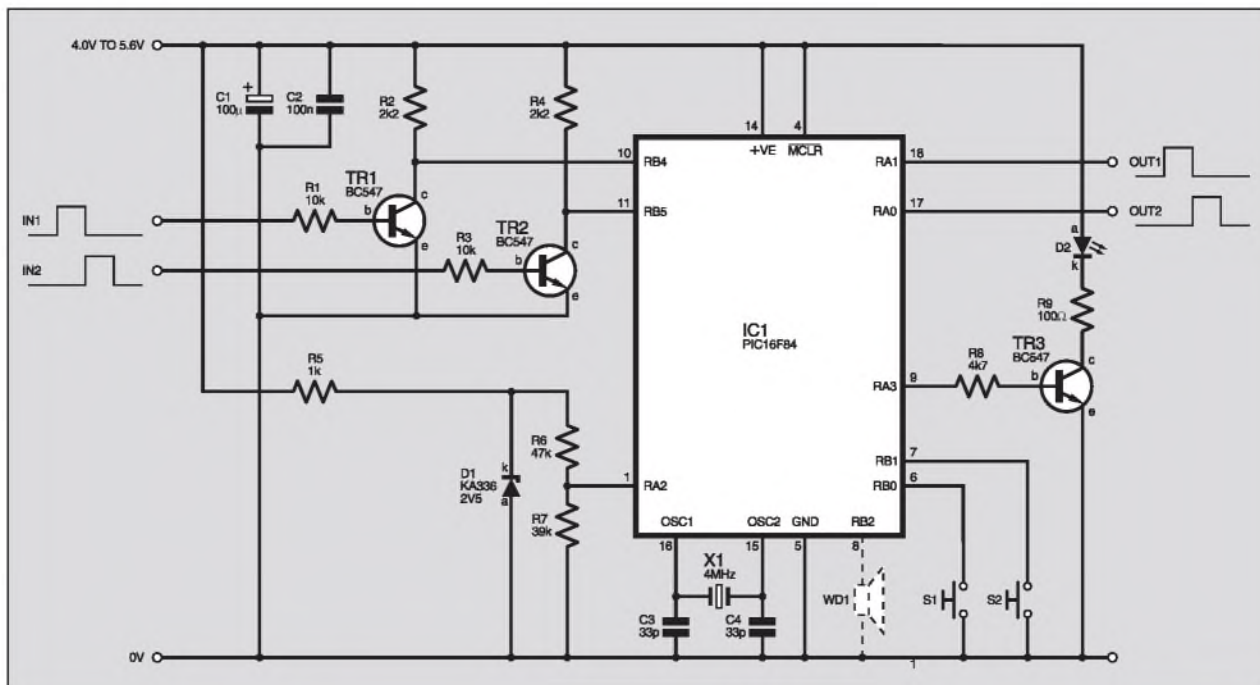 4.0V TO 5.6V
C1
100µ
+
C2
100n
R2
2k2
R4
2k2
14
4
+VE
MCLR
10
RB4
RA1
18
OUT1
TR1
BC547
c
b
e
R1
10k
IN1
11
RB5
RA0
17
OUT2
TR2
BC547
c
b
e
R3
10k
IN2
a
D2
k
R9
100Ω
IC1
PIC16F84
TR3
BC547
c
b
e
R8
4k7
RA3
9
R5
1k
R6
47k
D1
KA336
2V5
k
a
R7
39k
1
RA2
RB1
7
RB0
6
OSC1
OSC2
GND
RB2
16
15
5
8
X1
4MHz
C3
33p
C4
33p
WD1
S1
S2
0V
1